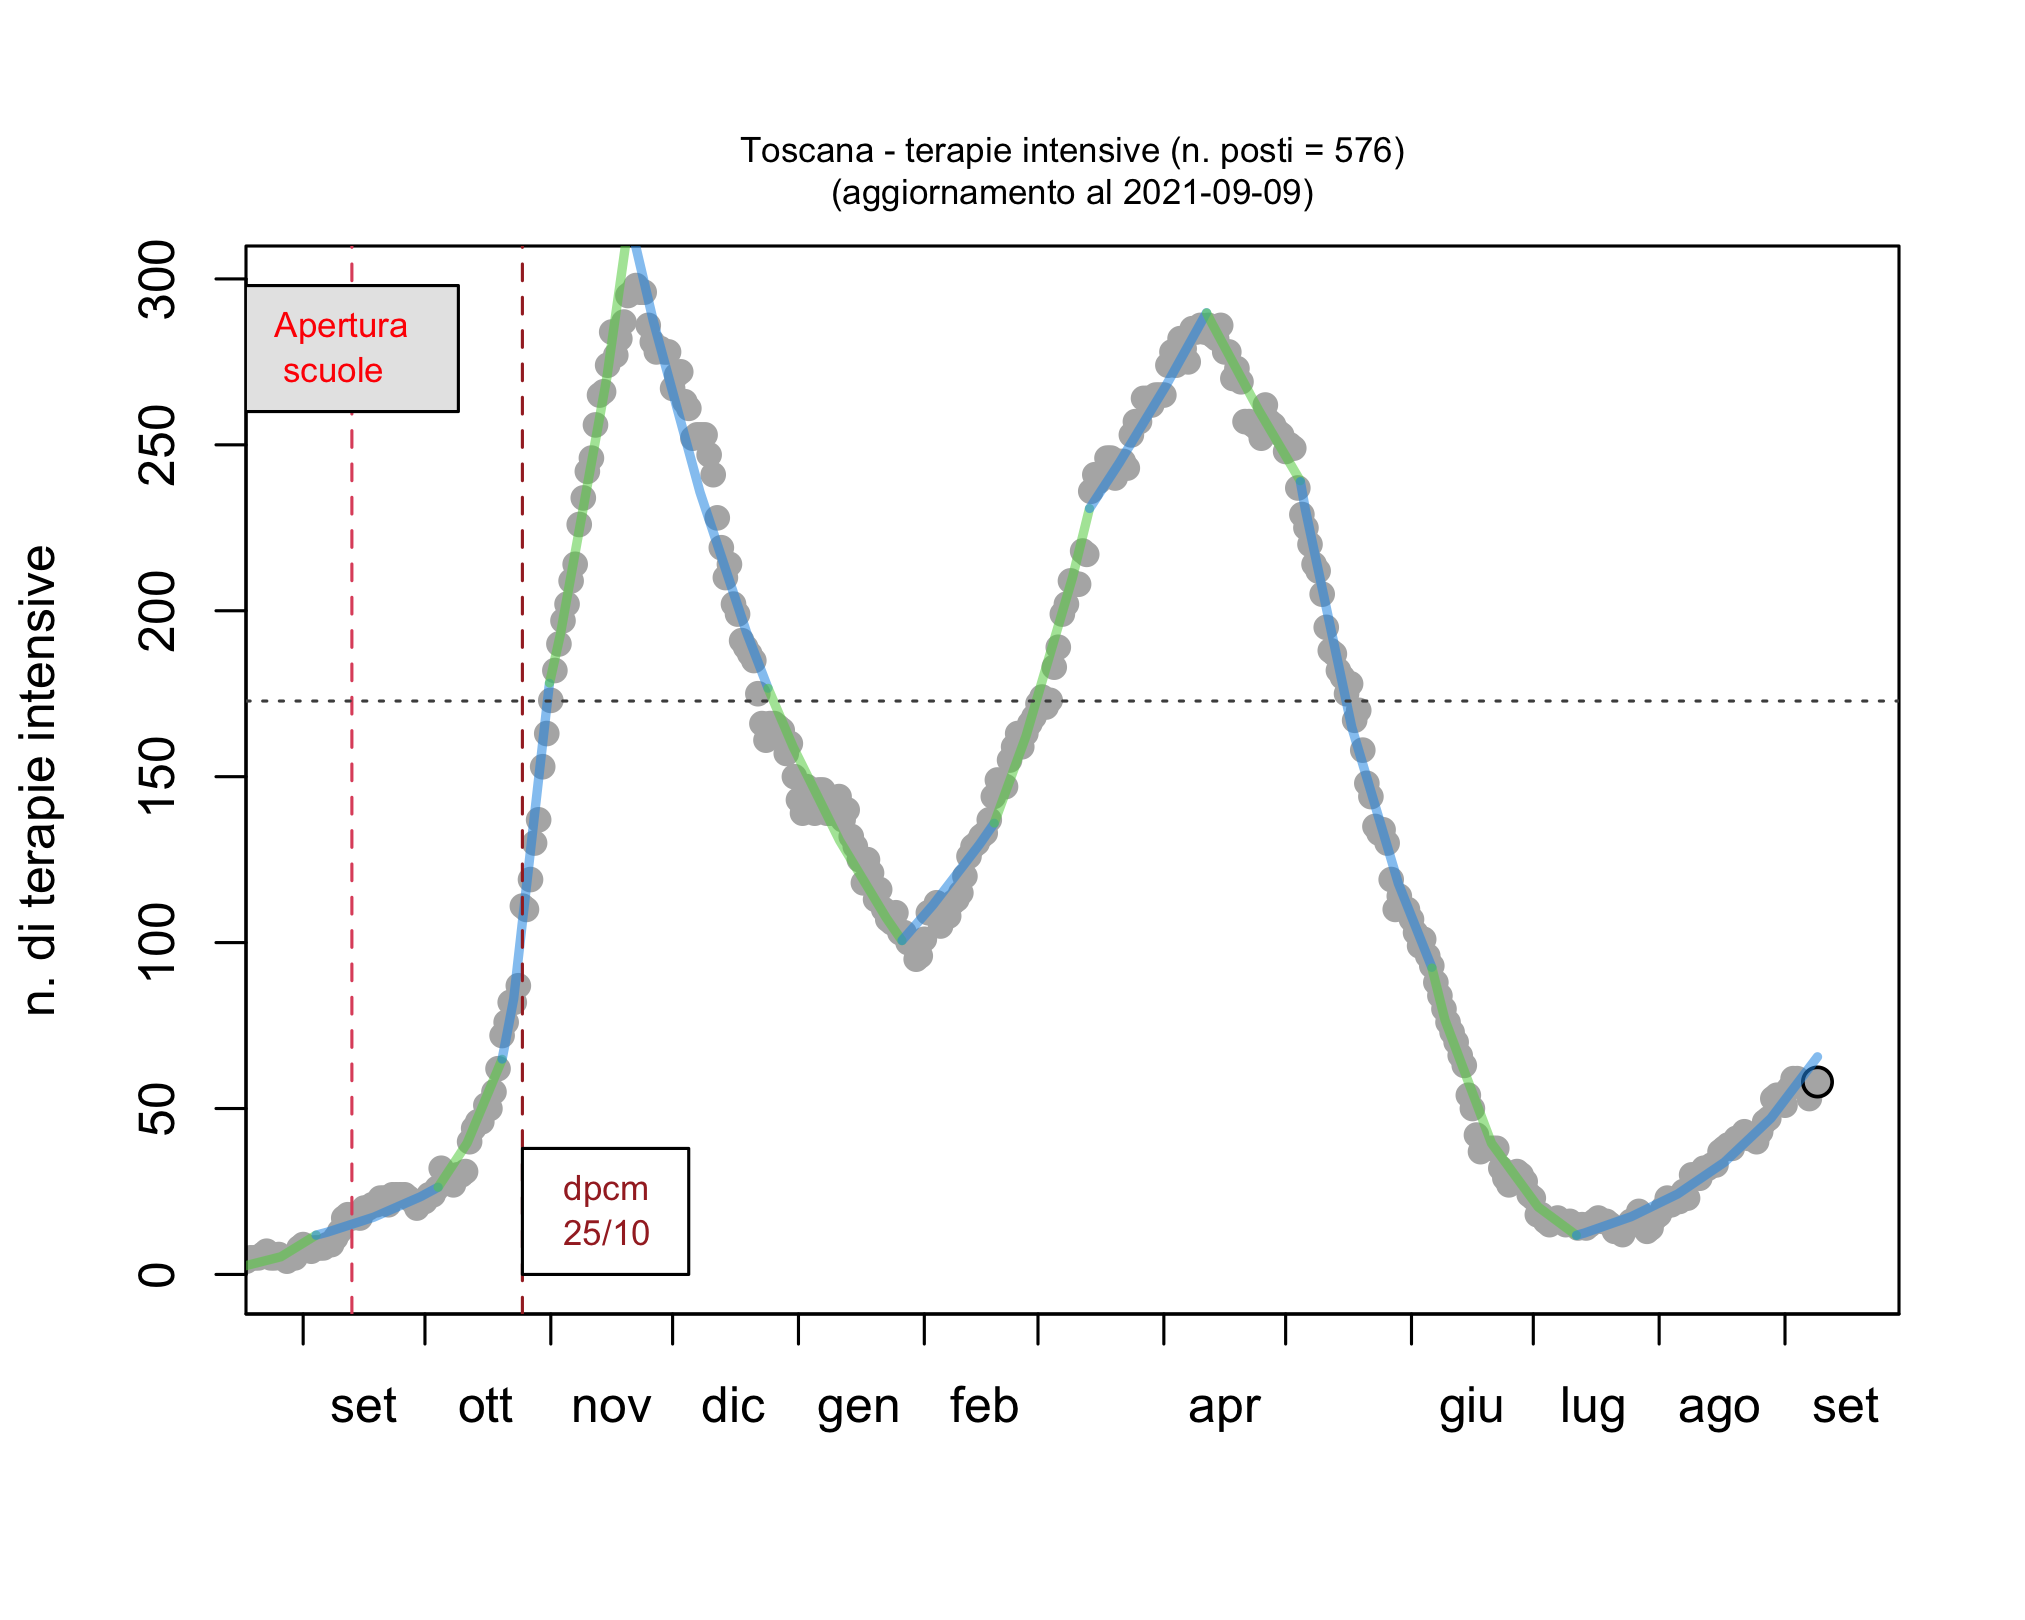 Toscana - terapie intensive (n. posti = 576)
(aggiornamento al 2021-09-09)
n. di terapie intensive
300
250
200
150
100
50
0
Apertura
scuole
dpcm
25/10
set ott nov dic gen feb apr giu lug ago set